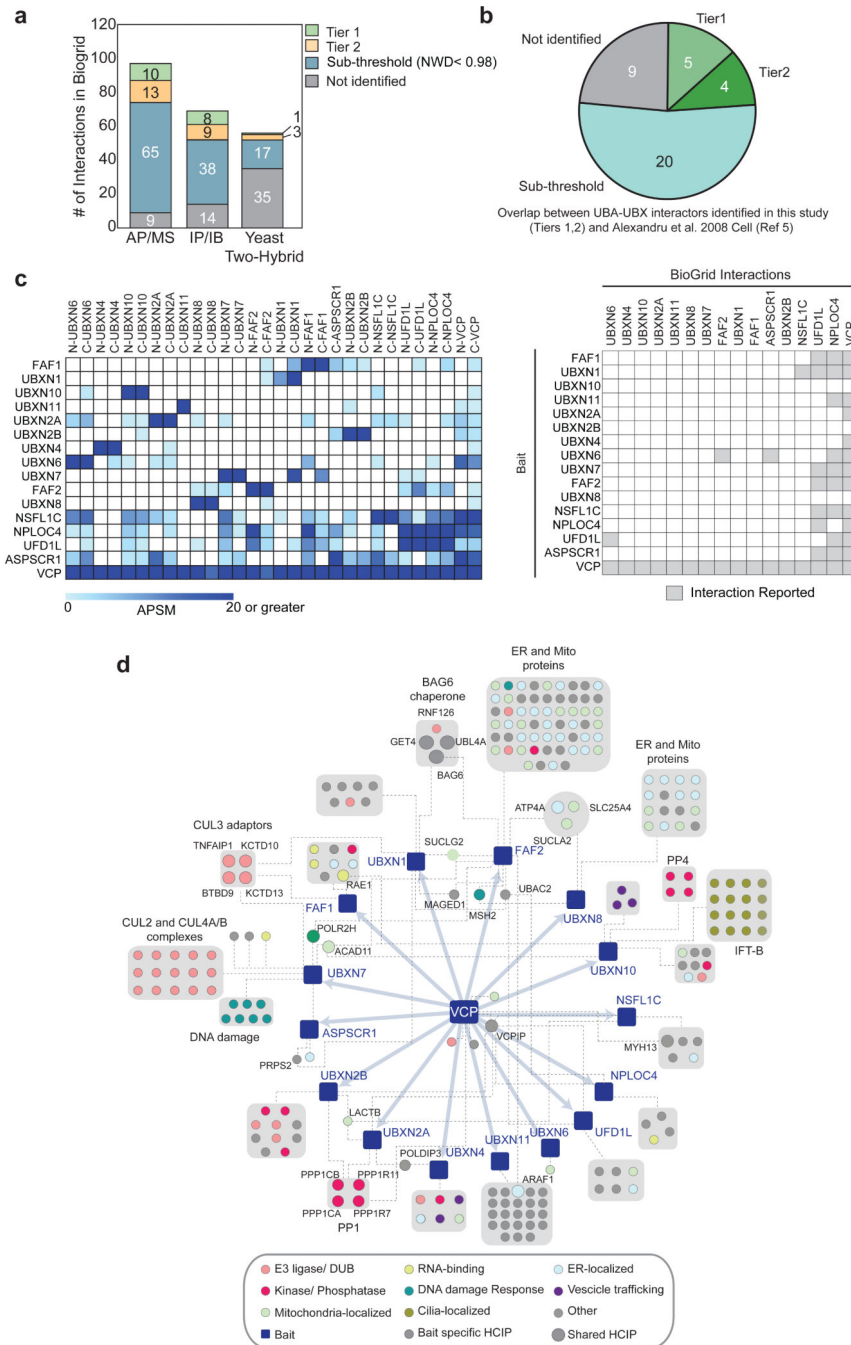 a
120
100
80
60
40
20
0
# of Interactions in Biogrid
Tier 1
Tier 2
Sub-threshold (NWD< 0.98)
Not identified
10
13
65
9
8
9
38
14
1
3
17
35
AP/MS
IP/IB
Yeast
Two-Hybrid
b
Not identified
Tier1
Tier2
Sub-threshold
9
5
4
20
Overlap between UBA-UBX interactors identified in this study
(Tiers 1,2) and Alexandru et al. 2008 Cell (Ref 5)
c
N-UBXN6
C-UBXN6
N-UBXN4
C-UBXN4
N-UBXN10
C-UBXN10
N-UBXN2A
C-UBXN2A
C-UBXN11
N-UBXN8
C-UBXN8
N-UBXN7
C-UBXN7
N-FAF2
C-FAF2
N-UBXN1
C-UBXN1
N-FAF1
C-FAF1
C-ASPSCR1
N-UBXN2B
C-UBXN2B
N-NSFL1C
C-NSFL1C
N-UFD1L
C-UFD1L
N-NPLOC4
C-NPLOC4
N-VCP
C-VCP
FAF1
UBXN1
UBXN10
UBXN11
UBXN2A
UBXN2B
UBXN4
UBXN6
UBXN7
FAF2
UBXN8
NSFL1C
NPLOC4
UFD1L
ASPSCR1
VCP
0
APSM
20 or greater
BioGrid Interactions
UBXN6
UBXN4
UBXN10
UBXN2A
UBXN11
UBXN8
UBXN7
FAF2
UBXN1
FAF1
ASPSCR1
UBXN2B
NSFL1C
UFD1L
NPLOC4
VCP
Bait
FAF1
UBXN1
UBXN10
UBXN11
UBXN2A
UBXN2B
UBXN4
UBXN6
UBXN7
FAF2
UBXN8
NSFL1C
NPLOC4
UFD1L
ASPSCR1
VCP
Interaction Reported
d
BAG6
chaperone
RNF126
GET4
UBL4A
BAG6
ER and Mito
proteins
ER and Mito
proteins
ATP4A
SLC25A4
SUCLA2
CUL3 adaptors
TNFAIP1
KCTD10
BTBD9
KCTD13
SUCLG2
UBXN1
FAF2
RAE1
MAGED1
MSH2
UBAC2
UBXN8
PP4
FAF1
CUL2 and CUL4A/B
complexes
POLR2H
ACAD11
UBXN10
IFT-B
UBXN7
NSFL1C
VCP
DNA damage
ASPSCR1
VCPIP
MYH13
PRPS2
UBXN2B
NPLOC4
LACTB
UBXN2A
UBXN4
UBXN11
UBXN6
UFD1L
POLDIP3
ARAF1
PPP1CB
PPP1R11
PPP1CA
PPP1R7
PP1
E3 ligase/ DUB
RNA-binding
ER-localized
Kinase/ Phosphatase
DNA damage Response
Vescicle trafficking
Mitochondria-localized
Cilia-localized
Other
Bait
Bait specific HCIP
Shared HCIP